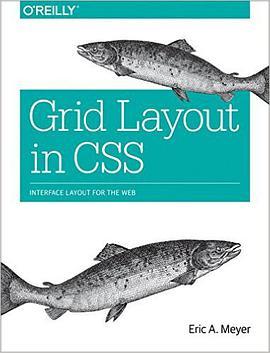 O'REILLY®
Grid Layout
in CSS
INTERFACE LAYOUT FOR THE WEB
Eric A. Meyer